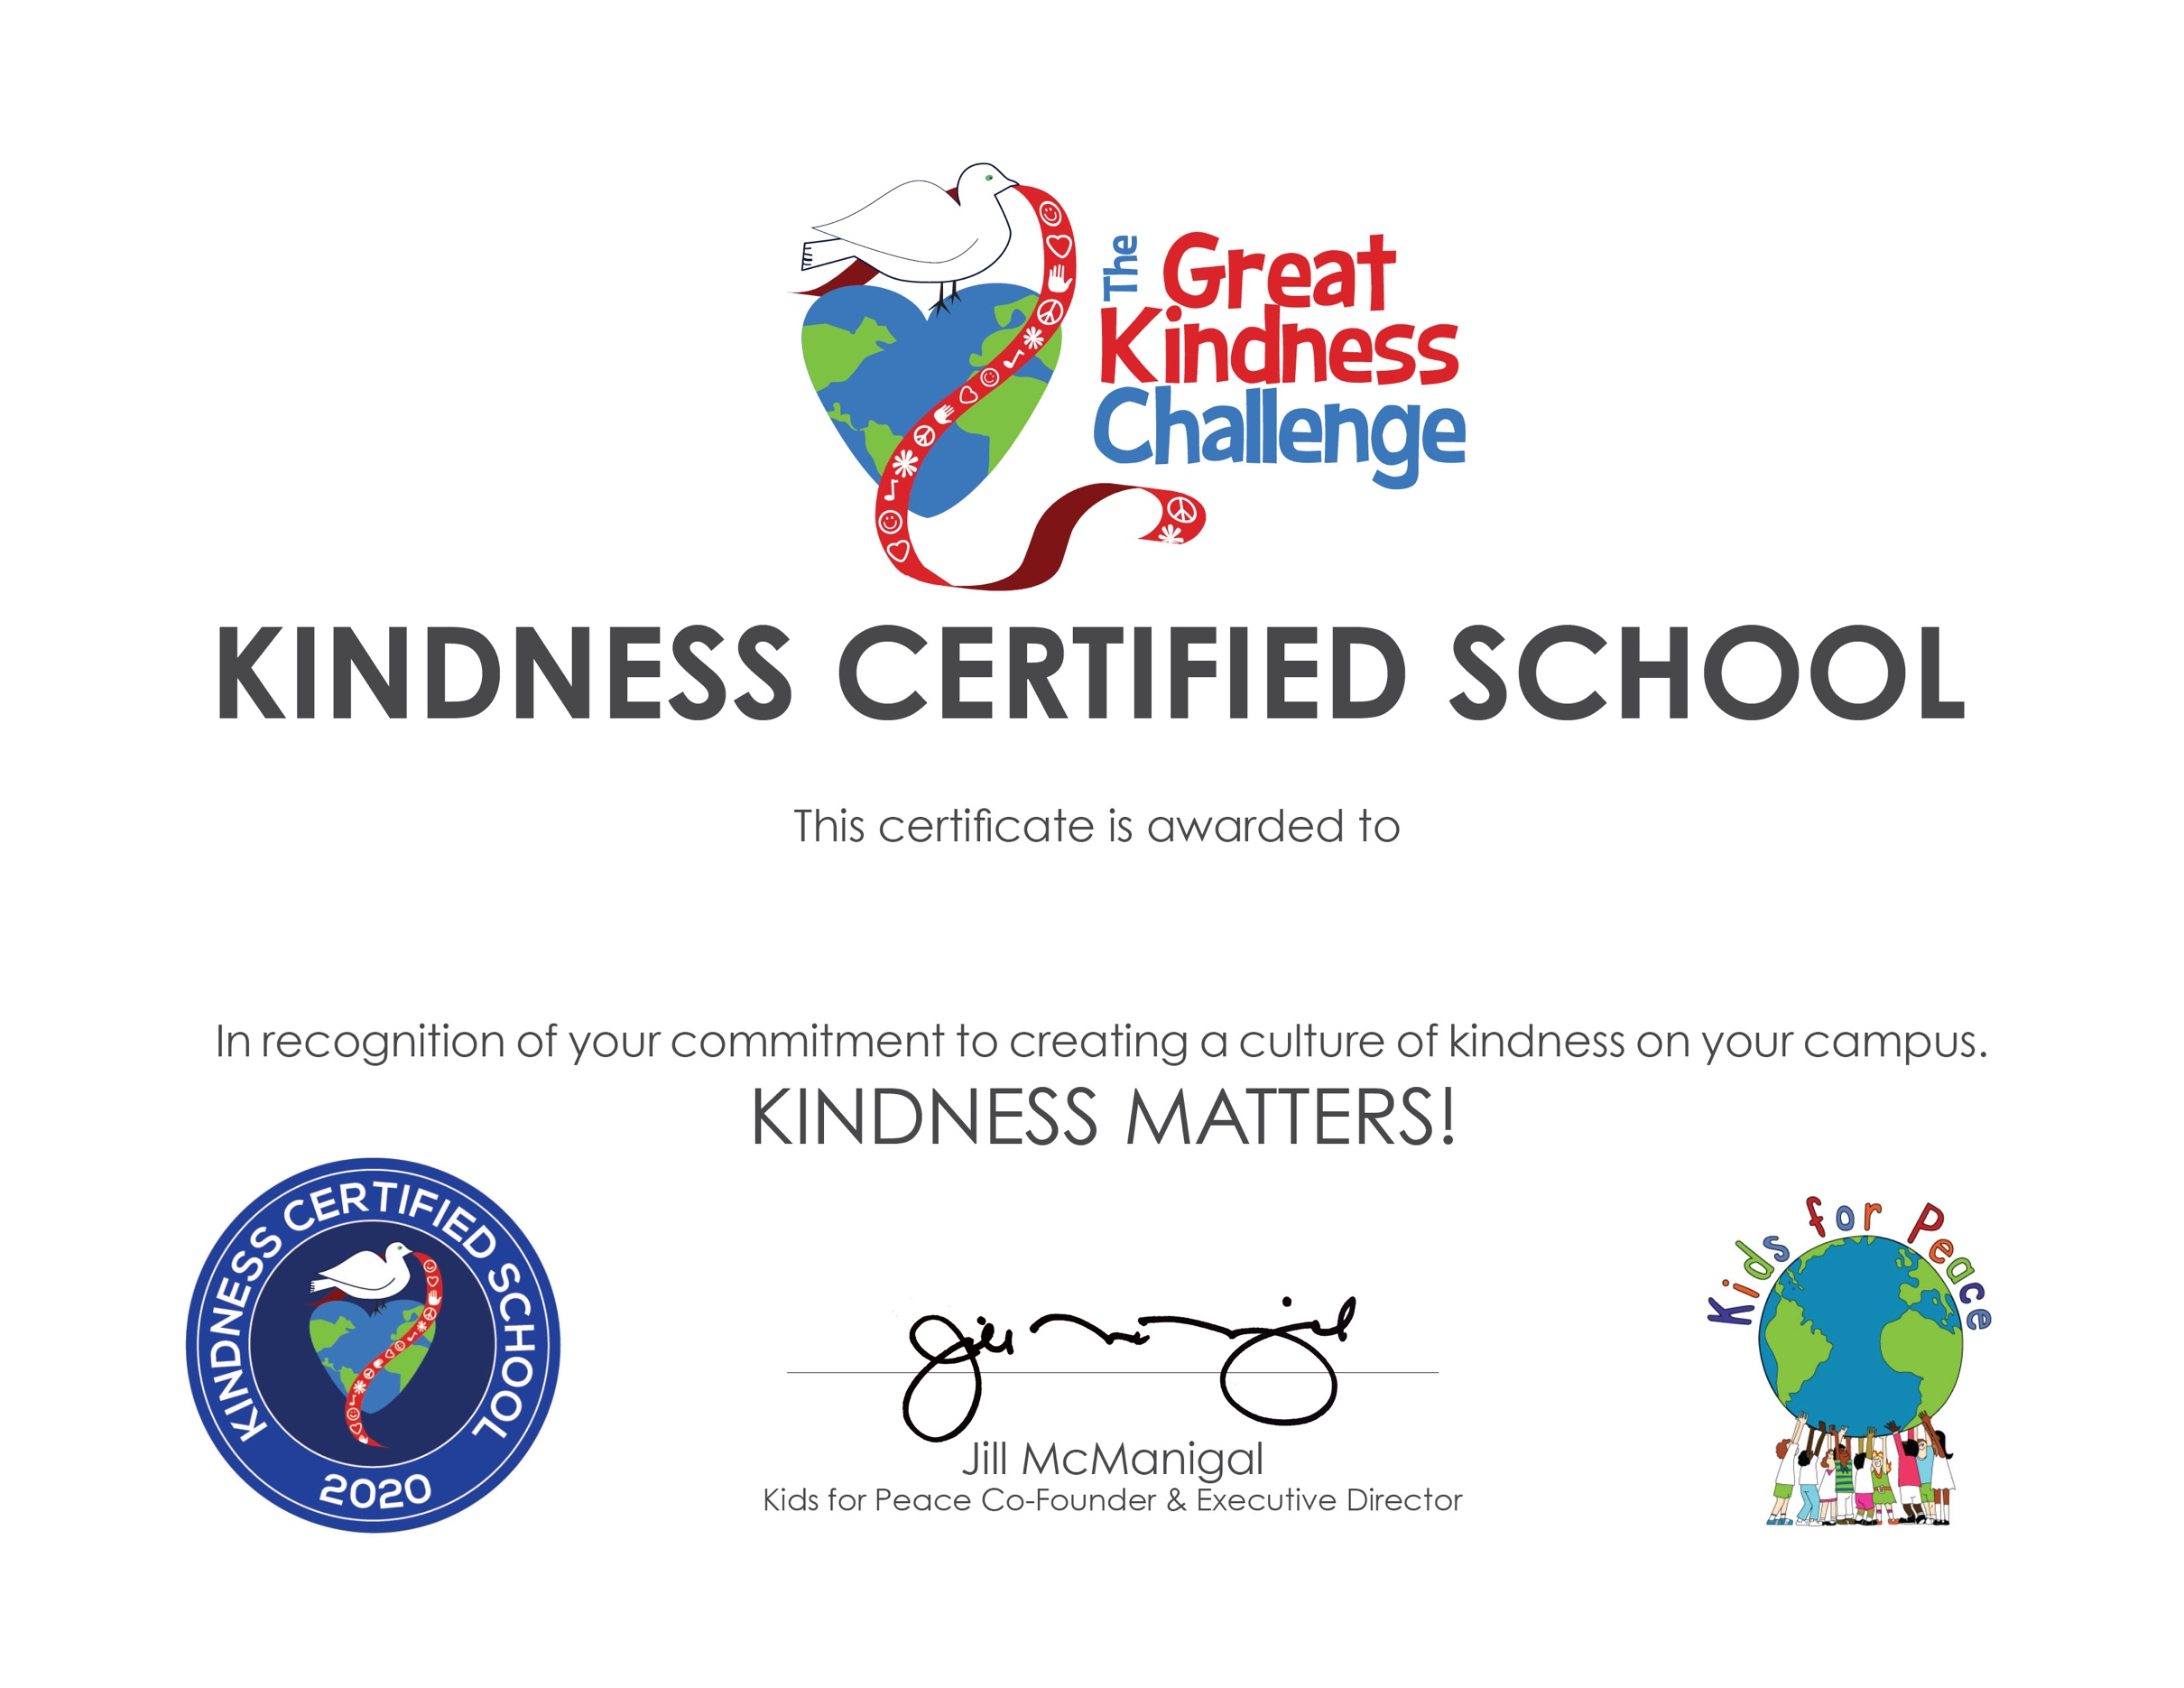 The Great
Kindness
Challenge
KINDNESS CERTIFIED SCHOOL
This certificate is awarded to
In recognition of your commitment to creating a culture of kindness on your campus.
KINDNESS MATTERS!
KINDNESS CERTIFIED SCHOOL
2020
Jill McManigal
Jill McManigal
Kids for Peace Co-Founder & Executive Director
Kids for Peace